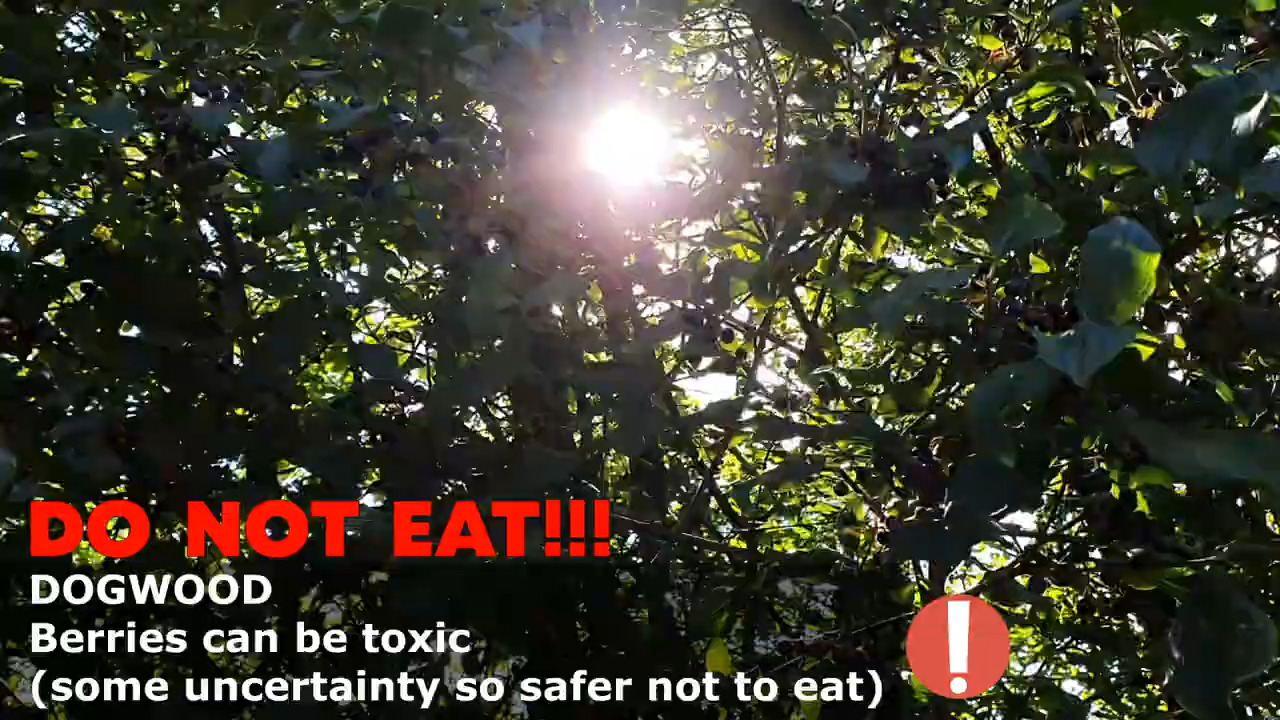 DO NOT EAT!!!
DOGWOOD
Berries can be toxic
(some uncertainty so safer not to eat)